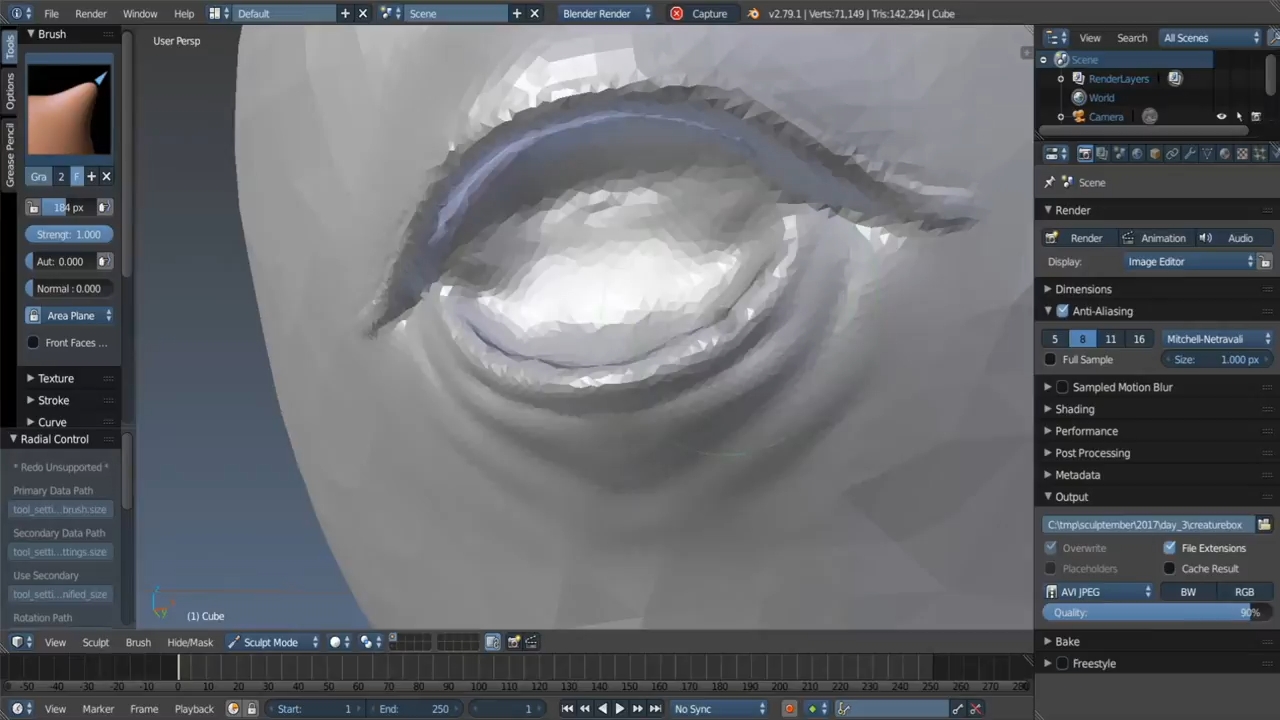 File Render Window Help Default Scene Blender Render Capture v2.79.1 | Verts:71,149 | Tris:142,294 | Cube
Brush
Tools
Options
Grease Pencil
Gra 2 F
184 px
Strengt: 1.000
Aut: 0.000
Normal : 0.000
Area Plane
Front Faces ...
Texture
Stroke
Curve
Radial Control
* Redo Unsupported *
Primary Data Path
tool_setti...brush.size
Secondary Data Path
tool_setti...ttings.size
Use Secondary
tool_setti...nified_size
Rotation Path
User Persp
(1) Cube
View Sculpt Brush Hide/Mask Sculpt Mode
-50 -40 -30 -20 -10 0 10 20 30 40 50 60 70 80 90 100 110 120 130 140 150 160 170 180 190 200 210 220 230 240 250 260 270 280
View Marker Frame Playback Start: 1 End: 250 1 No Sync
View Search All Scenes
Scene
RenderLayers
World
Camera
Scene
Render
Render Animation Audio
Display: Image Editor
Dimensions
Anti-Aliasing
5 8 11 16 Mitchell-Netravali
Full Sample Size: 1.000 px
Sampled Motion Blur
Shading
Performance
Post Processing
Metadata
Output
C:\tmp\sculptember\2017\day_3\creaturebox
Overwrite File Extensions
Placeholders Cache Result
AVI JPEG BW RGB
Quality: 90%
Bake
Freestyle